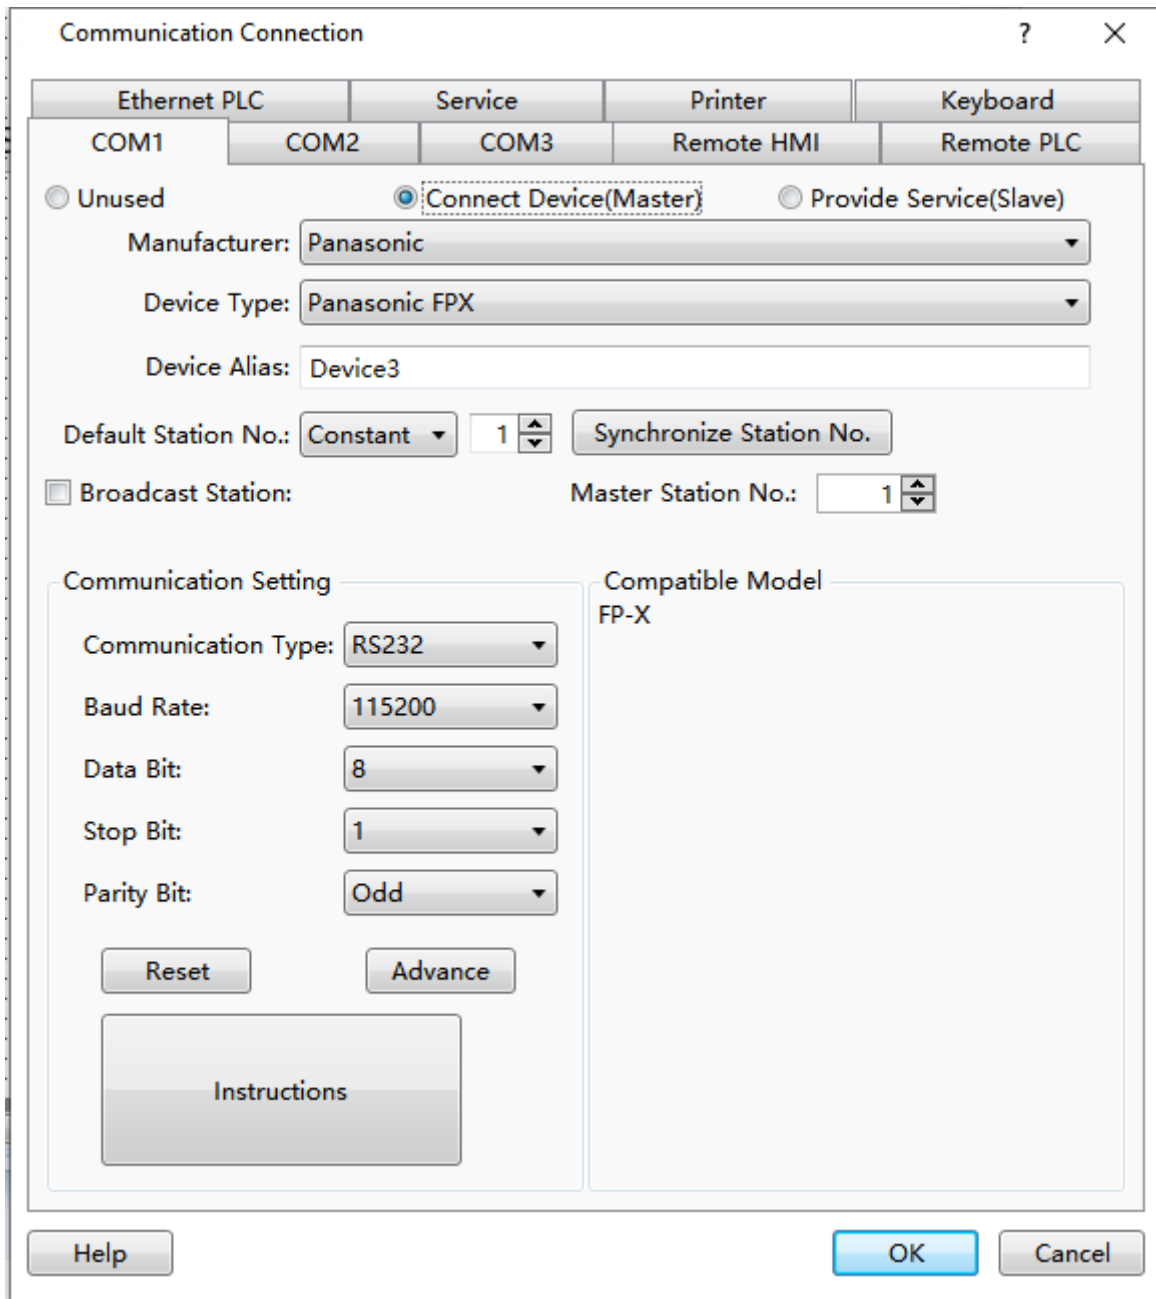 Communication Connection ?
Ethernet PLC Service Printer Keyboard
COM1 COM2 COM3 Remote HMI Remote PLC
Unused Connect Device(Master) Provide Service(Slave)
Manufacturer: Panasonic
Device Type: Panasonic FPX
Device Alias: Device3
Default Station No.: Constant 1 Synchronize Station No.
Broadcast Station: Master Station No.: 1
Communication Setting Compatible Model
FP-X
Communication Type: RS232
Baud Rate: 115200
Data Bit: 8
Stop Bit: 1
Parity Bit: Odd
Reset Advance
Instructions
Help OK Cancel